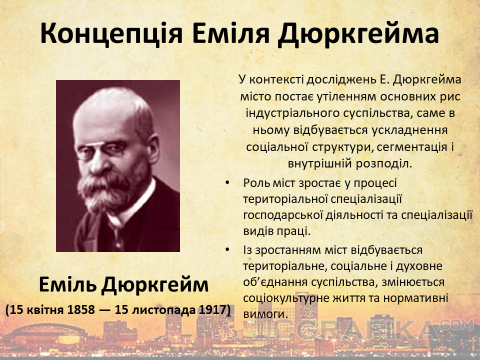 Концепція Еміля Дюркгейма
У контексті досліджень Е. Дюркгейма
місто постає утіленням основних рис
індустріального суспільства, саме в
ньому відбувається ускладнення
соціальної структури, сегментація і
внутрішній розподіл.
• Роль міст зростає у процесі
територіальної спеціалізації
господарської діяльності та спеціалізації
видів праці.
• Із зростанням міст відбувається
територіальне, соціальне і духовне
об’єднання суспільства, змінюється
соціокультурне життя та нормативні
вимоги.
Еміль Дюркгейм
(15 квітня 1858 — 15 листопада 1917)